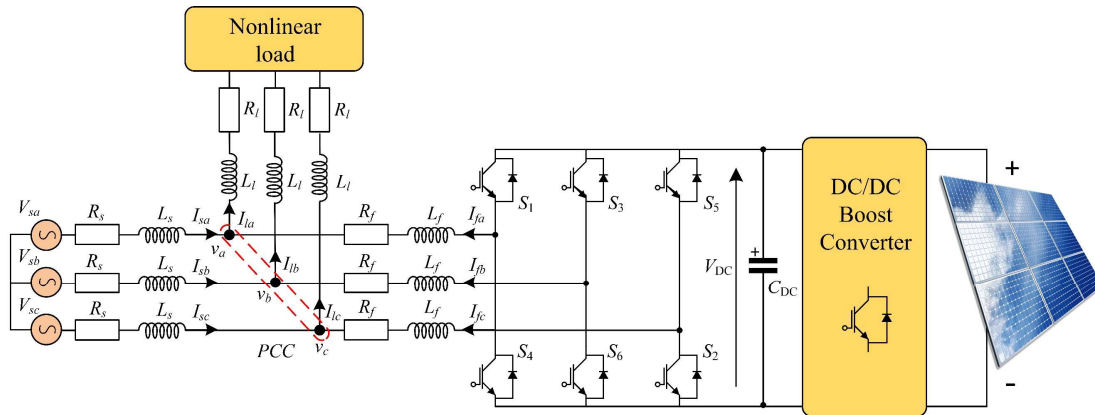 Nonlinear
load
R_l R_l R_l
L_l L_l L_l
V_sa R_s L_s I_sa I_la R_f L_f I_fa
v_a
V_sb R_s L_s I_sb I_lb R_f L_f I_fb
v_b
V_sc R_s L_s I_sc I_lc R_f L_f I_fc
PCC v_c
S_1 S_3 S_5
S_4 S_6 S_2
V_DC
+
C_DC
DC/DC
Boost
Converter
+
-